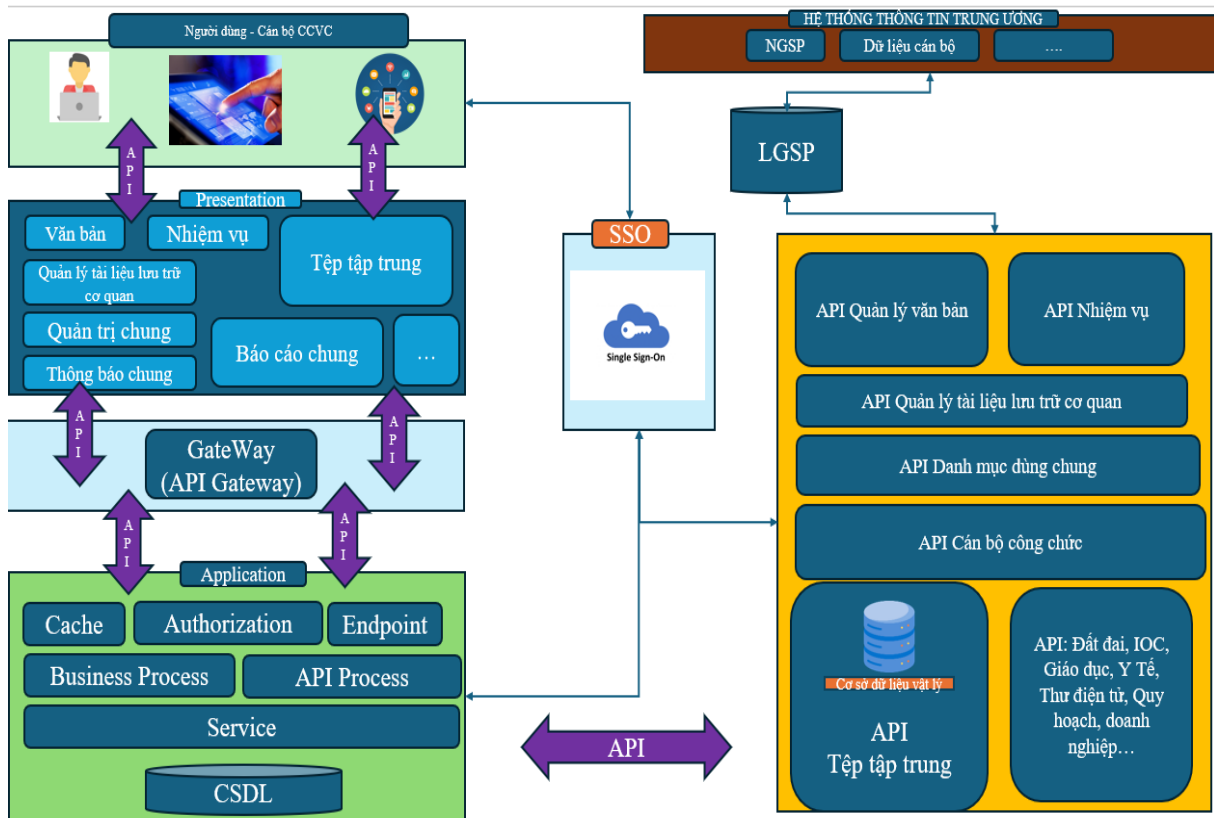 Người dùng - Cán bộ CCVC
HỆ THỐNG THÔNG TIN TRUNG ƯƠNG
NGSP
Dữ liệu cán bộ
….
LGSP
A
P
I
A
P
I
Presentation
Văn bản
Nhiệm vụ
Tệp tập trung
Quản lý tài liệu lưu trữ
cơ quan
Quản trị chung
Báo cáo chung
…
Thông báo chung
A
P
I
A
P
I
GateWay
(API Gateway)
A
P
I
A
P
I
Application
Cache
Authorization
Endpoint
Business Process
API Process
Service
CSDL
SSO
Single Sign-On
API
API Quản lý văn bản
API Nhiệm vụ
API Quản lý tài liệu lưu trữ cơ quan
API Danh mục dùng chung
API Cán bộ công chức
Cơ sở dữ liệu vật lý
API
Tệp tập trung
API: Đất đai, IOC,
Giáo dục, Y Tế,
Thư điện tử, Quy
hoạch, doanh
nghiệp…